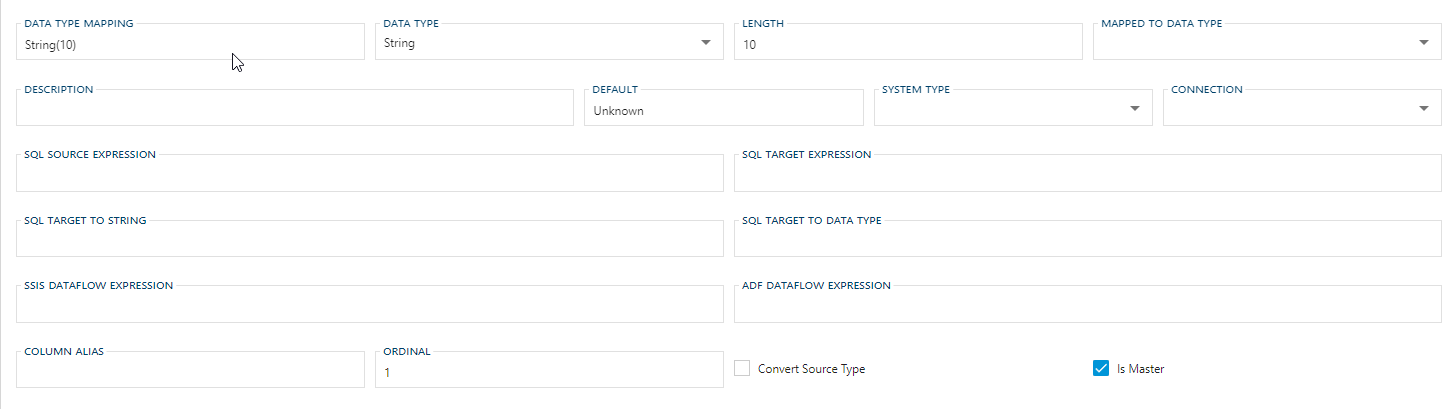 DATA TYPE MAPPING DATA TYPE LENGTH MAPPED TO DATA TYPE
String(10) String 10
DESCRIPTION DEFAULT SYSTEM TYPE CONNECTION
Unknown
SQL SOURCE EXPRESSION SQL TARGET EXPRESSION
SQL TARGET TO STRING SQL TARGET TO DATA TYPE
SSIS DATAFLOW EXPRESSION ADF DATAFLOW EXPRESSION
COLUMN ALIAS ORDINAL
1 Convert Source Type Is Master